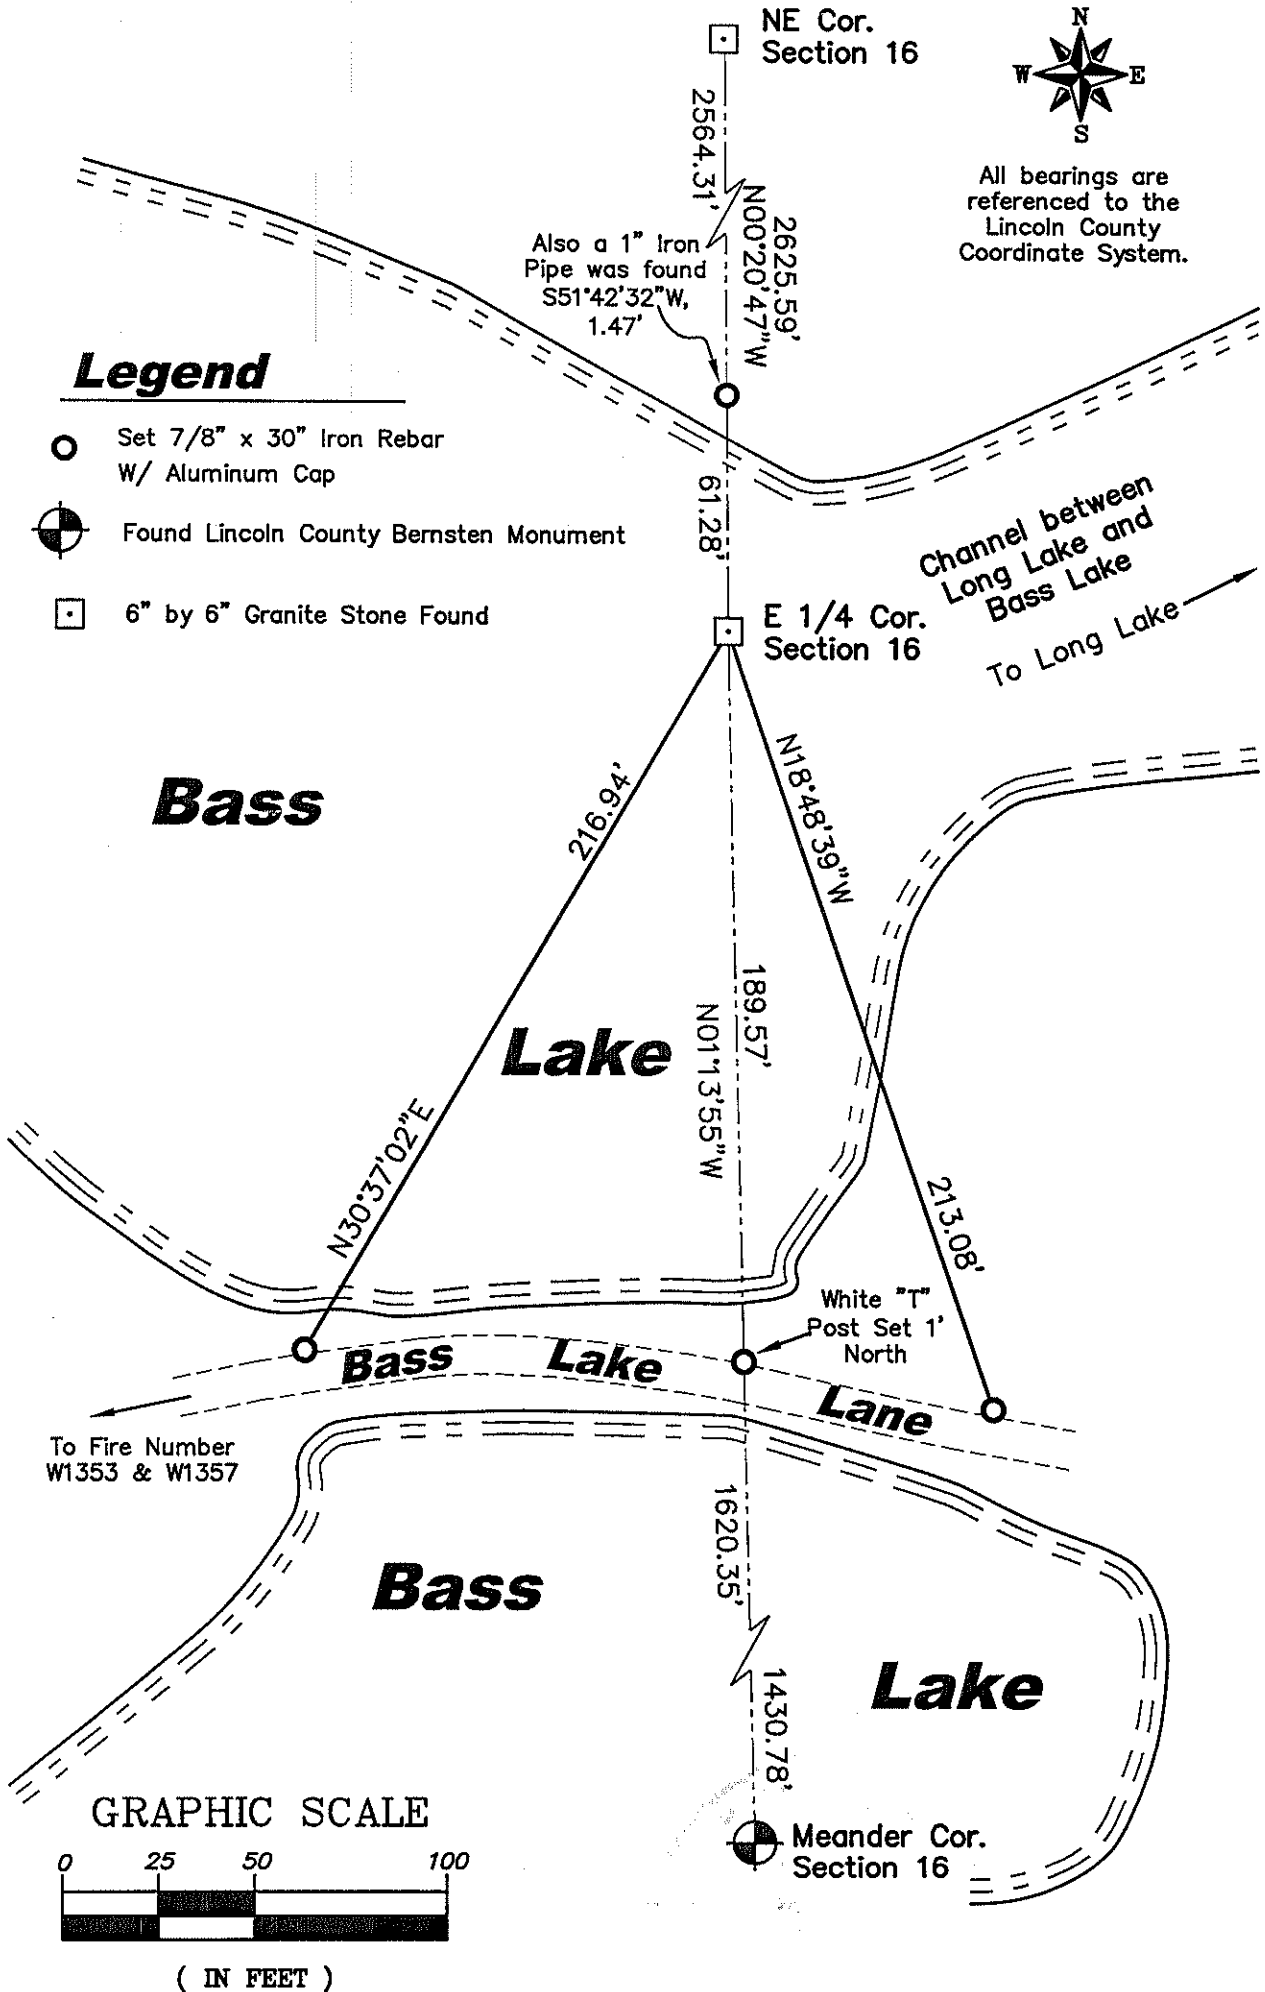 NE Cor.
Section 16
N
W
E
S
All bearings are
referenced to the
Lincoln County
Coordinate System.
2564.31'
2625.59'
N00°20'47"W
Also a 1" Iron
Pipe was found
S51°42'32"W,
1.47'
Legend
Set 7/8" x 30" Iron Rebar
W/ Aluminum Cap
Found Lincoln County Bernsten Monument
6" by 6" Granite Stone Found
61.28'
Channel between
Long Lake and
Bass Lake
To Long Lake
E 1/4 Cor.
Section 16
Bass
216.94'
N18°48'39"W
189.57'
N01°13'55"W
Lake
N30°37'02"E
213.08'
White "T"
Post Set 1'
North
Bass Lake Lane
To Fire Number
W1353 & W1357
1620.35'
Bass
Lake
1430.78'
Meander Cor.
Section 16
GRAPHIC SCALE
0 25 50 100
( IN FEET )